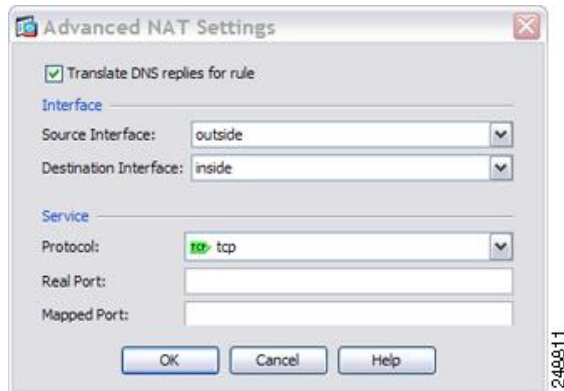 Advanced NAT Settings
Translate DNS replies for rule
Interface
Source Interface: outside
Destination Interface: inside
Service
Protocol: TCP tcp
Real Port:
Mapped Port:
OK Cancel Help
248811